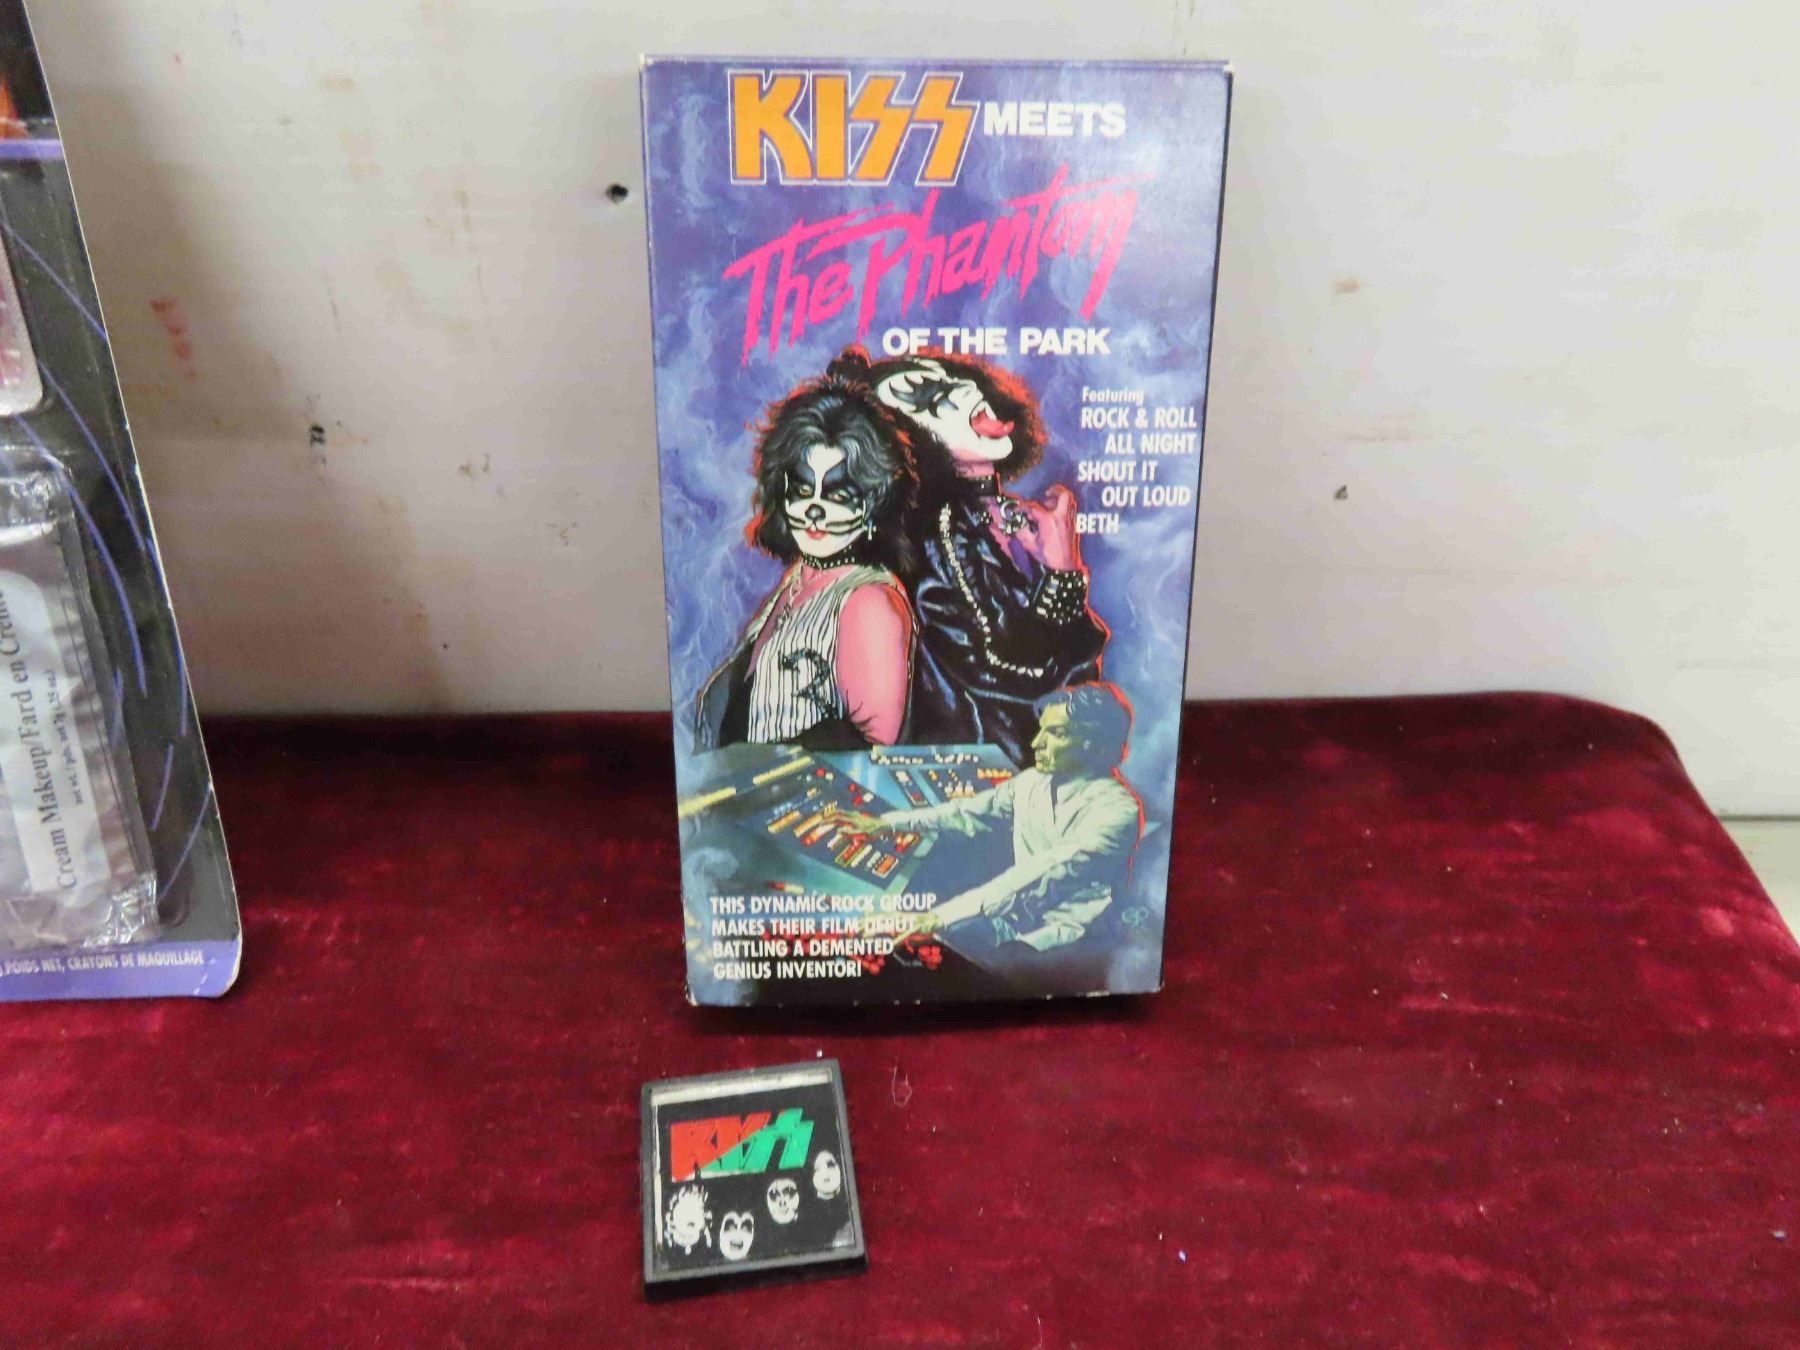 KISS MEETS
The Phantom
OF THE PARK
Featuring
ROCK & ROLL
ALL NIGHT
SHOUT IT
OUT LOUD
BETH
THIS DYNAMIC ROCK GROUP
MAKES THEIR FILM DEBUT
BATTLING A DEMENTED
GENIUS INVENTOR!
GP
KISS
Cream Makeup/Fard en Crème
POIDS NET, CRAYONS DE MAQUILLAGE